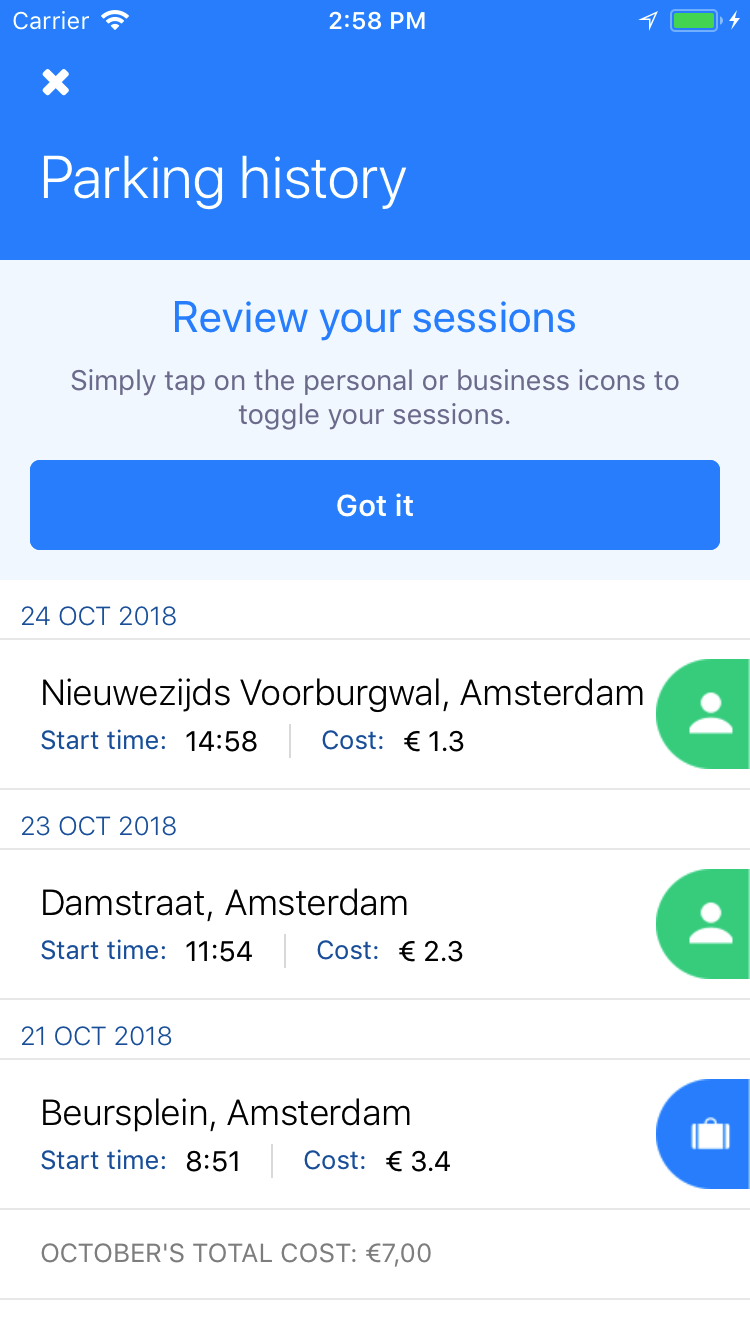 Carrier 2:58 PM
Parking history
Review your sessions
Simply tap on the personal or business icons to
toggle your sessions.
Got it
24 OCT 2018
Nieuwezijds Voorburgwal, Amsterdam
Start time: 14:58 Cost: € 1.3
23 OCT 2018
Damstraat, Amsterdam
Start time: 11:54 Cost: € 2.3
21 OCT 2018
Beursplein, Amsterdam
Start time: 8:51 Cost: € 3.4
OCTOBER'S TOTAL COST: €7,00